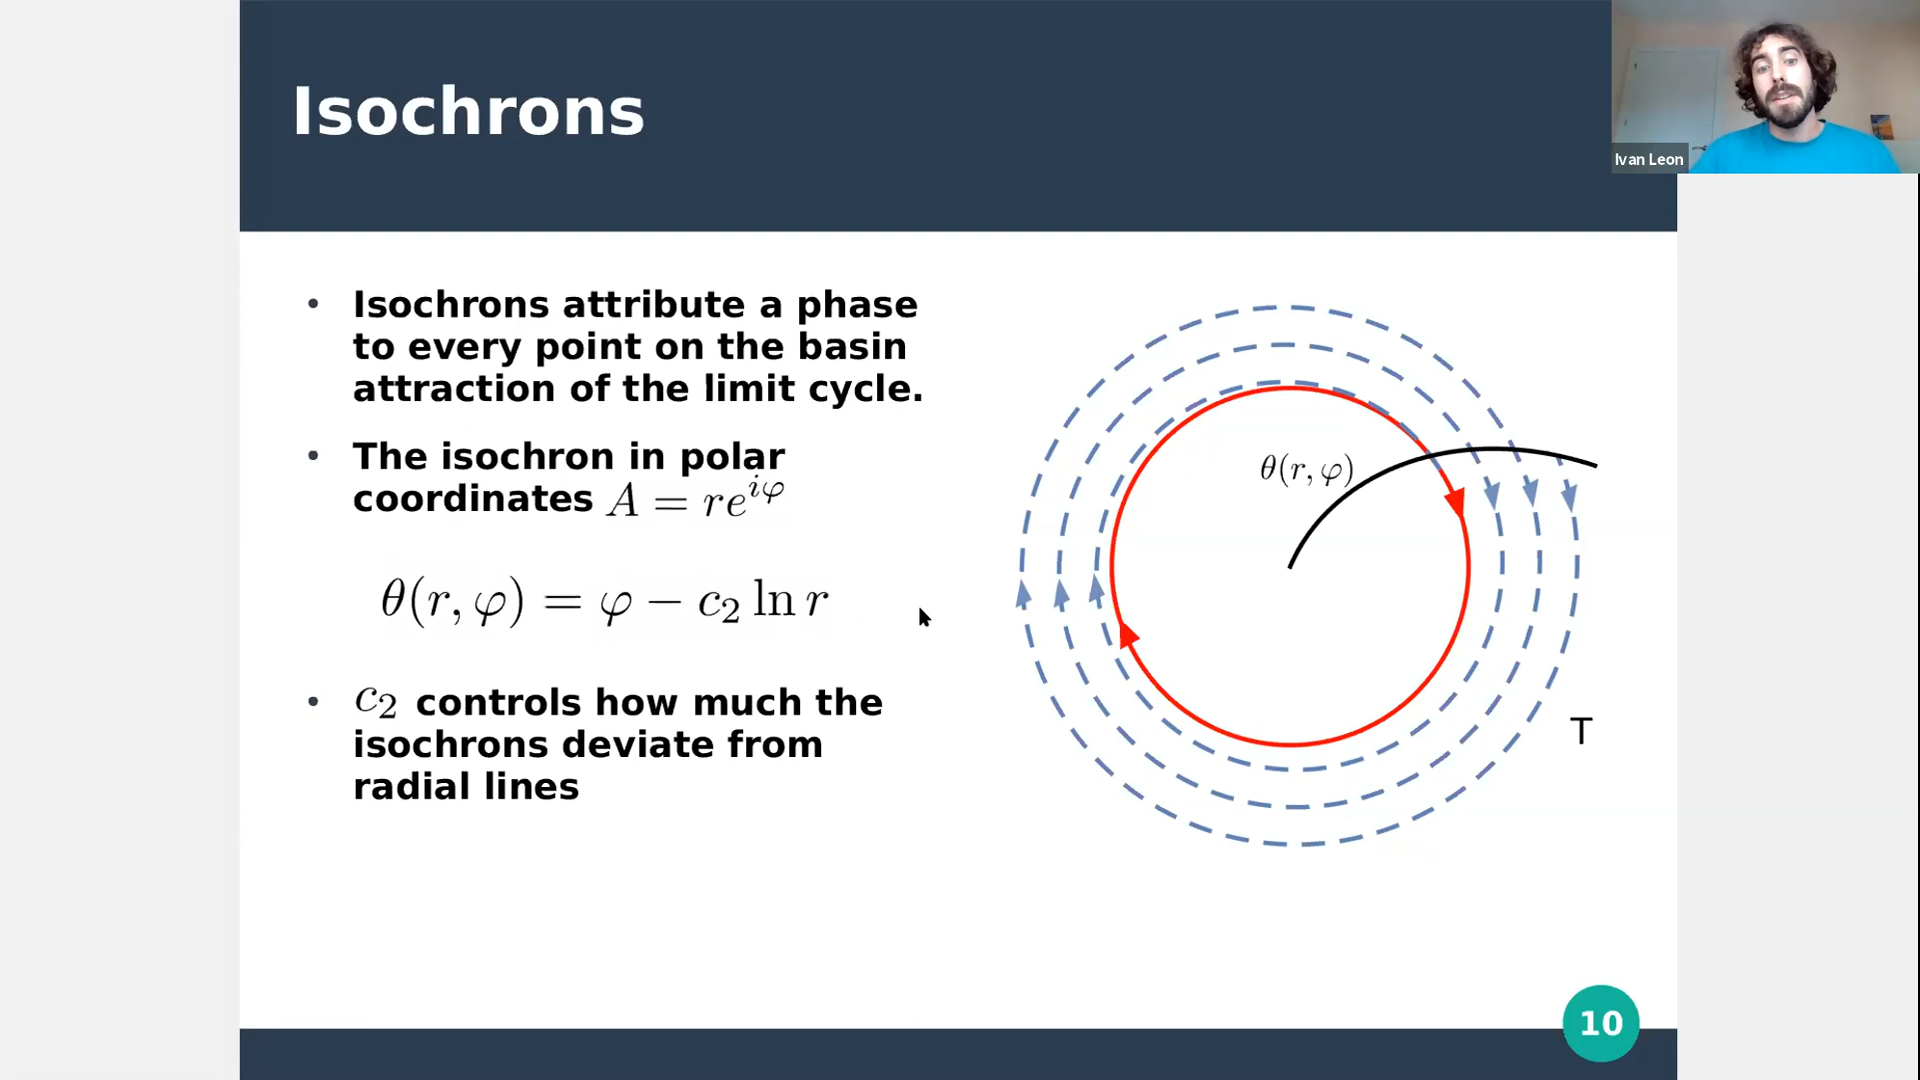 Isochrons
Ivan Leon
• Isochrons attribute a phase
to every point on the basin
attraction of the limit cycle.
• The isochron in polar
coordinates A = re^{iφ}
θ(r, φ) = φ − c₂ ln r
• c₂ controls how much the
isochrons deviate from
radial lines
θ(r, φ)
T
10